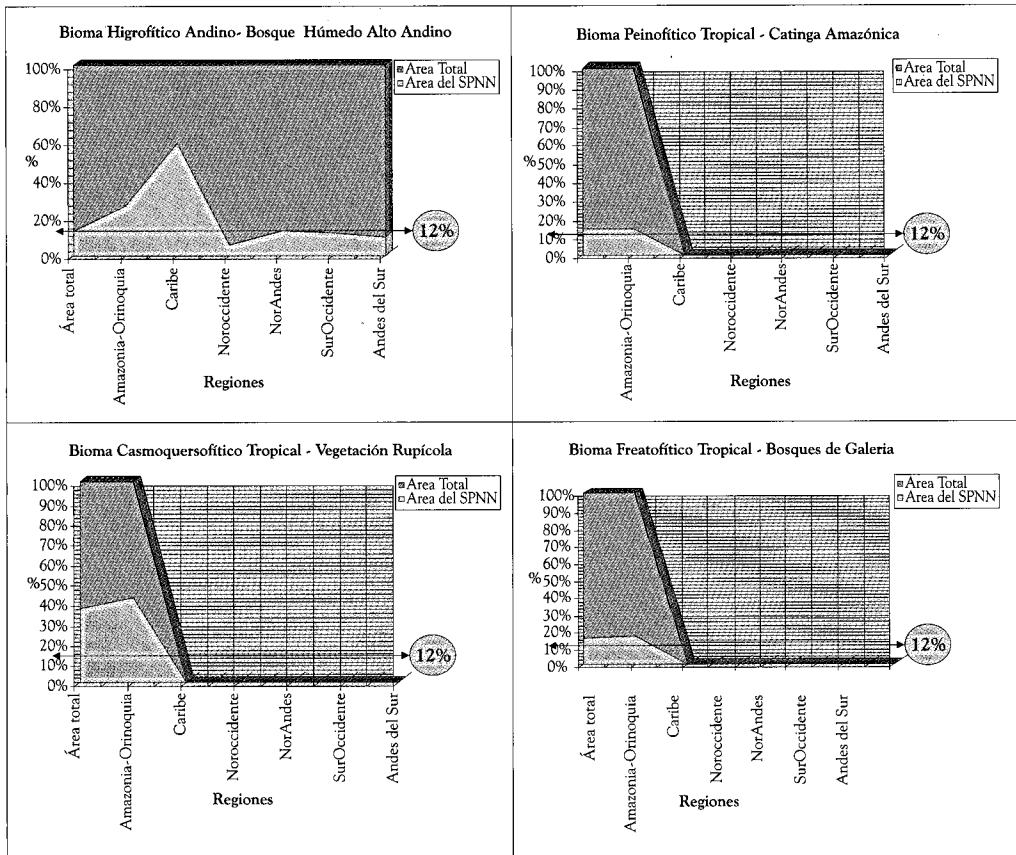 Bioma Higrofítico Andino- Bosque Húmedo Alto Andino
Area Total
Area del SPNN
100%
80%
60%
%
40%
20%
0%
12%
Área total
Amazonia-Orinoquia
Caribe
Noroccidente
NorAndes
SurOccidente
Andes del Sur
Regiones
Bioma Peinofítico Tropical - Catinga Amazónica
Area Total
Area del SPNN
100%
90%
80%
70%
60%
%50%
40%
30%
20%
10%
0%
12%
Amazonia-Orinoquia
Caribe
Noroccidente
NorAndes
SurOccidente
Andes del Sur
Regiones
Bioma Casmoquersofítico Tropical - Vegetación Rupícola
Area Total
Area del SPNN
100%
90%
80%
70%
60%
%50%
40%
30%
20%
10%
0%
12%
Área total
Amazonia-Orinoquia
Caribe
Noroccidente
NorAndes
SurOccidente
Andes del Sur
Regiones
Bioma Freatofítico Tropical - Bosques de Galeria
Area Total
Area del SPNN
100%
90%
80%
70%
60%
%
50%
40%
30%
20%
10%
0%
12%
Área total
Amazonia-Orinoquia
Caribe
Noroccidente
NorAndes
SurOccidente
Andes del Sur
Regiones